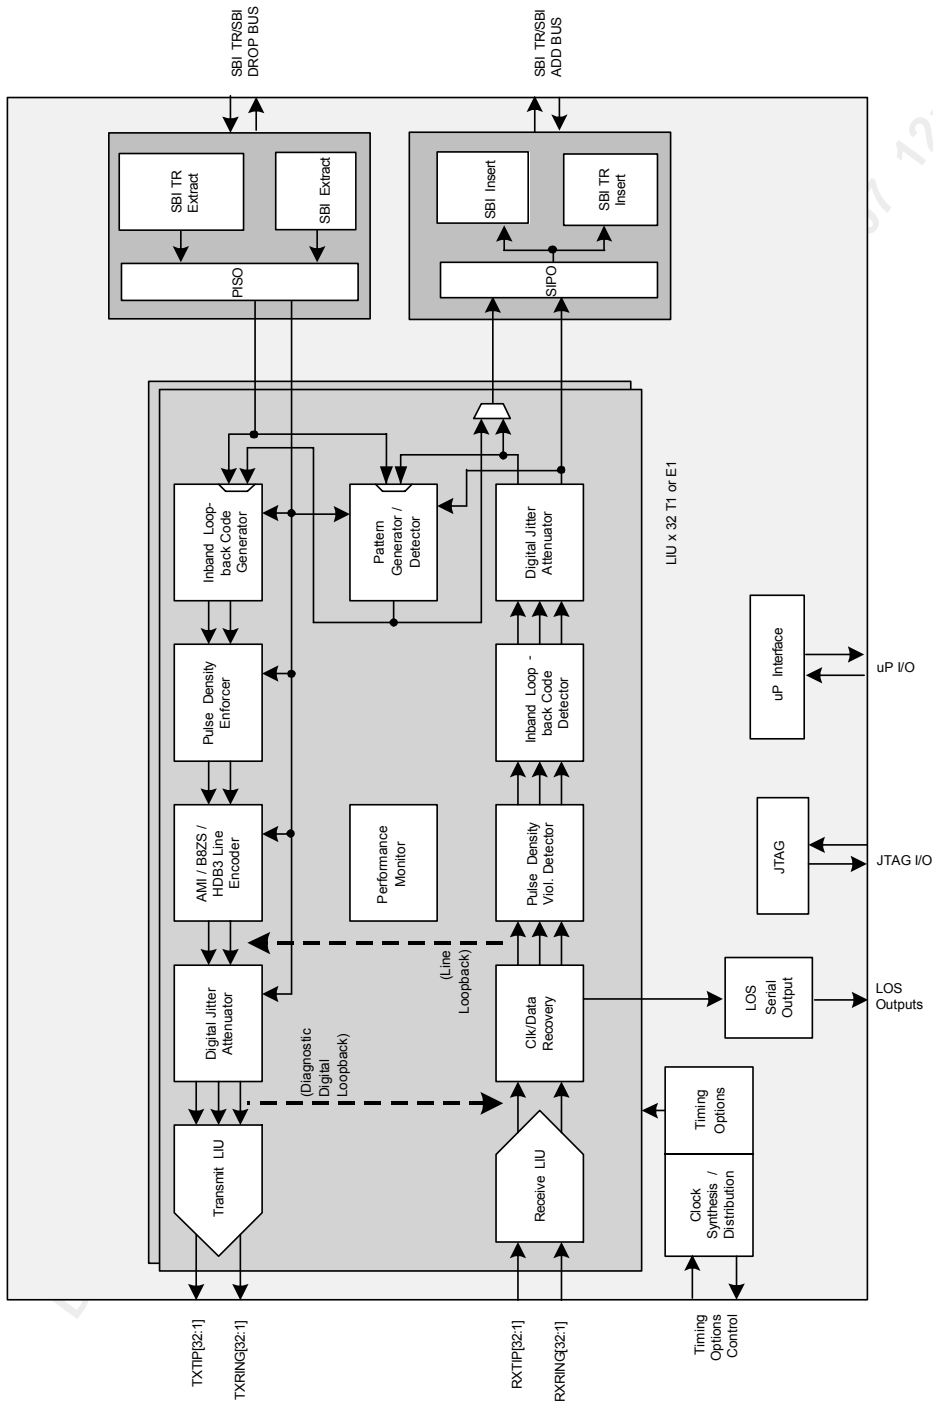 SBI TR/SBI
DROP BUS
SBI TR/SBI
ADD BUS
SBI TR
Extract
SBI Extract
PISO
SBI Insert
SBI TR
Insert
SIPO
Inband Loop-
back Code
Generator
Pattern
Generator /
Detector
Digital Jitter
Attenuator
LIU x 32 T1 or E1
Pulse Density
Enforcer
Inband Loop -
back Code
Detector
uP Interface
uP I/O
AMI / B8ZS /
HDB3 Line
Encoder
Performance
Monitor
Pulse Density
Viol. Detector
JTAG
JTAG I/O
(Line
Loopback)
Digital Jitter
Attenuator
Clk/Data
Recovery
LOS
Serial
Output
LOS
Outputs
(Diagnostic
Digital
Loopback)
Timing
Options
Transmit LIU
Receive LIU
Clock
Synthesis /
Distribution
TXTIP[32:1]
TXRING[32:1]
RXTIP[32:1]
RXRING[32:1]
Timing
Options
Control